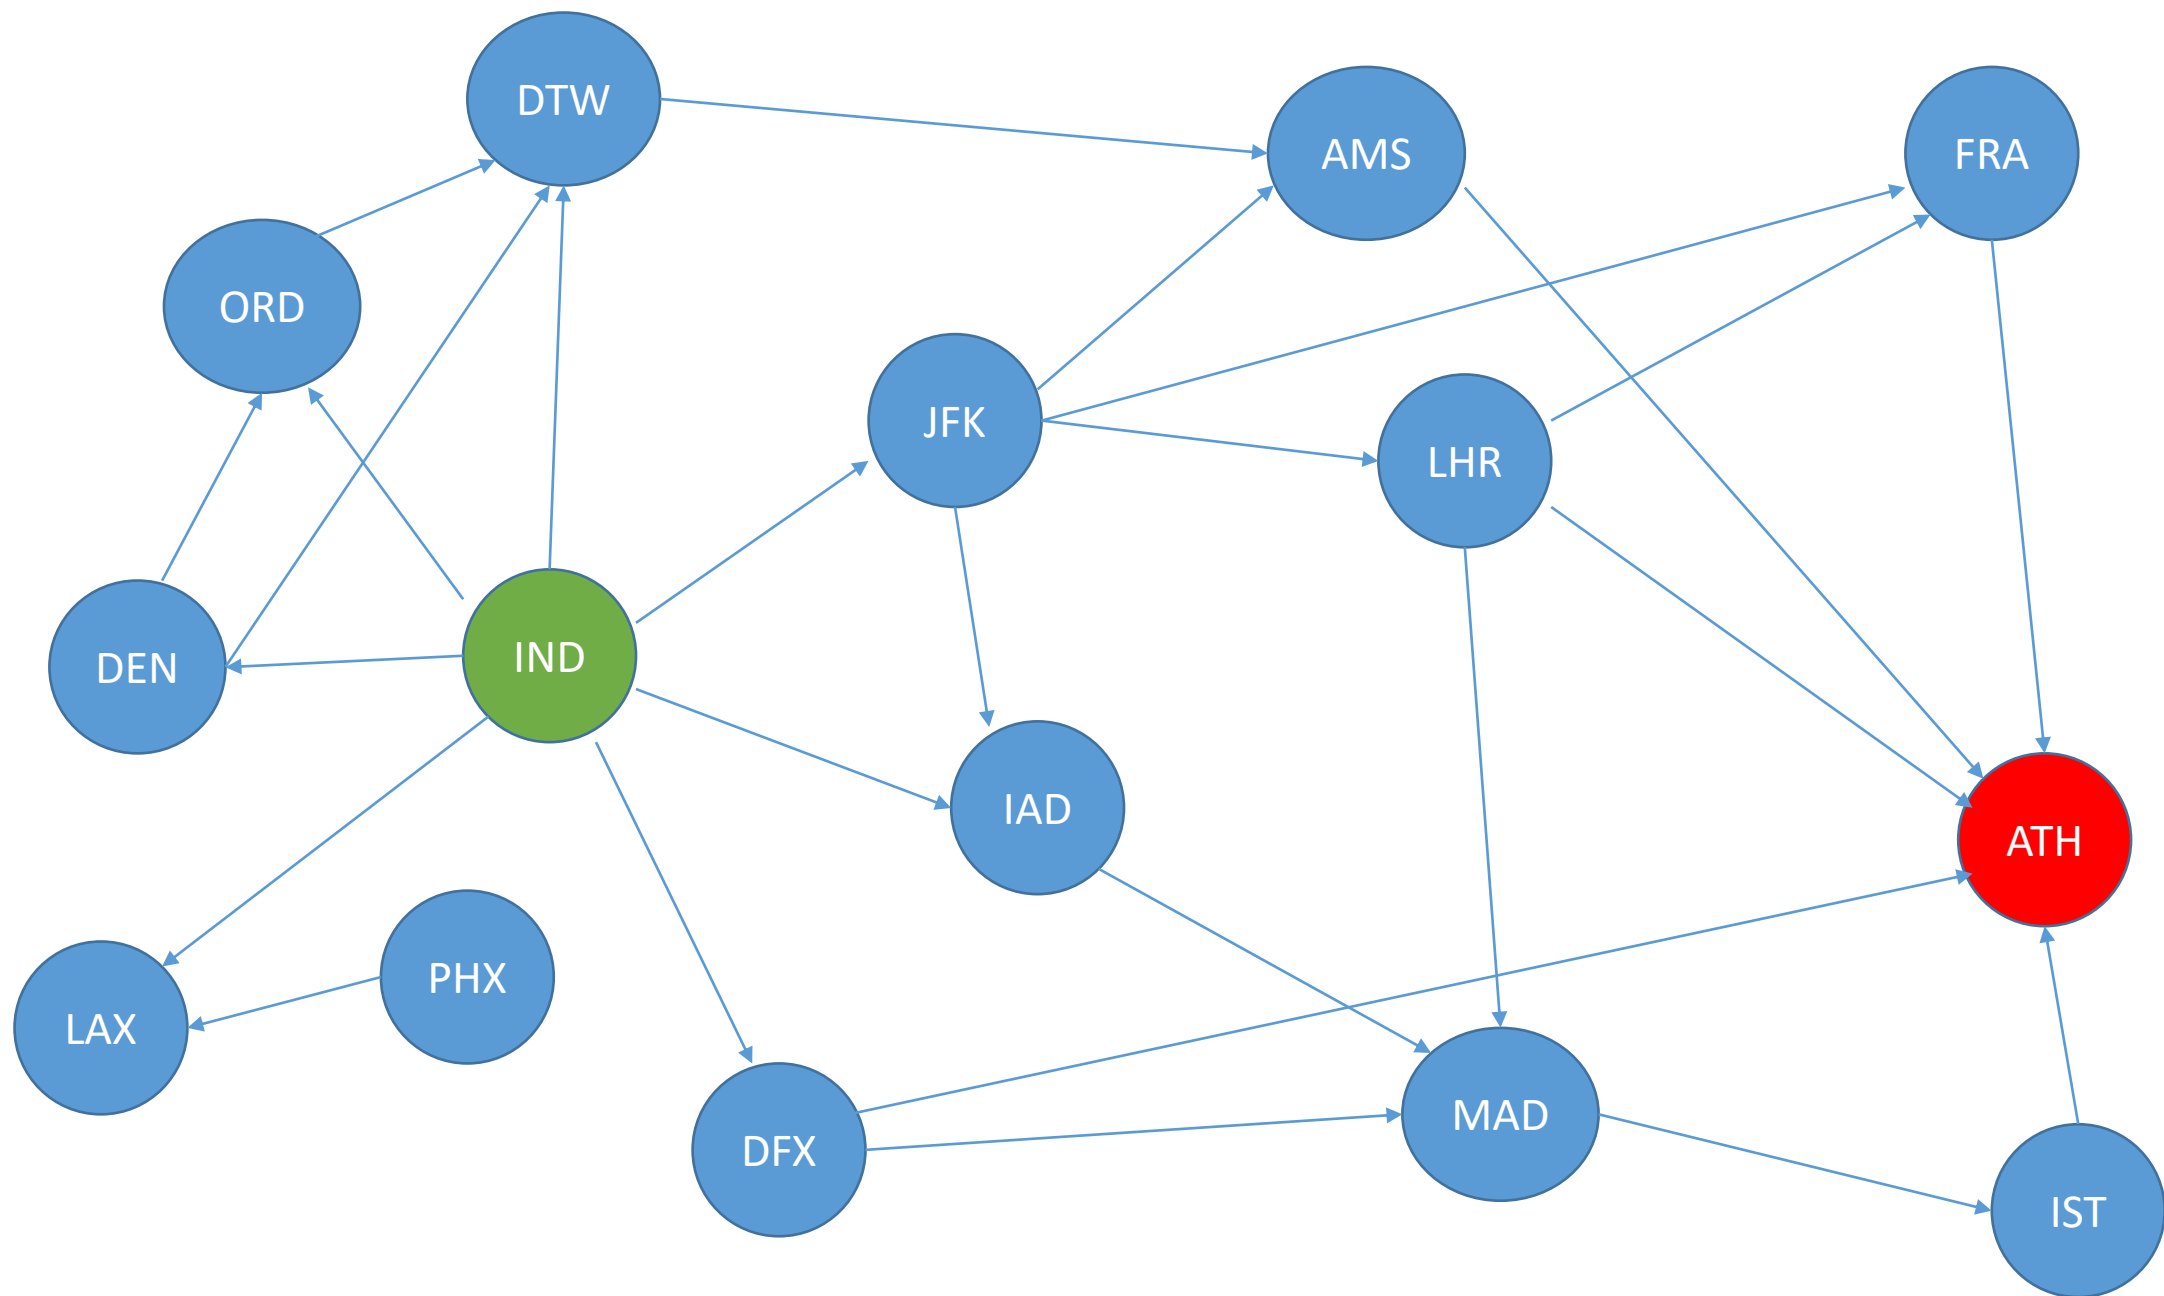 DTW
AMS
FRA
ORD
JFK
LHR
DEN
IND
IAD
ATH
LAX
PHX
DFX
MAD
IST